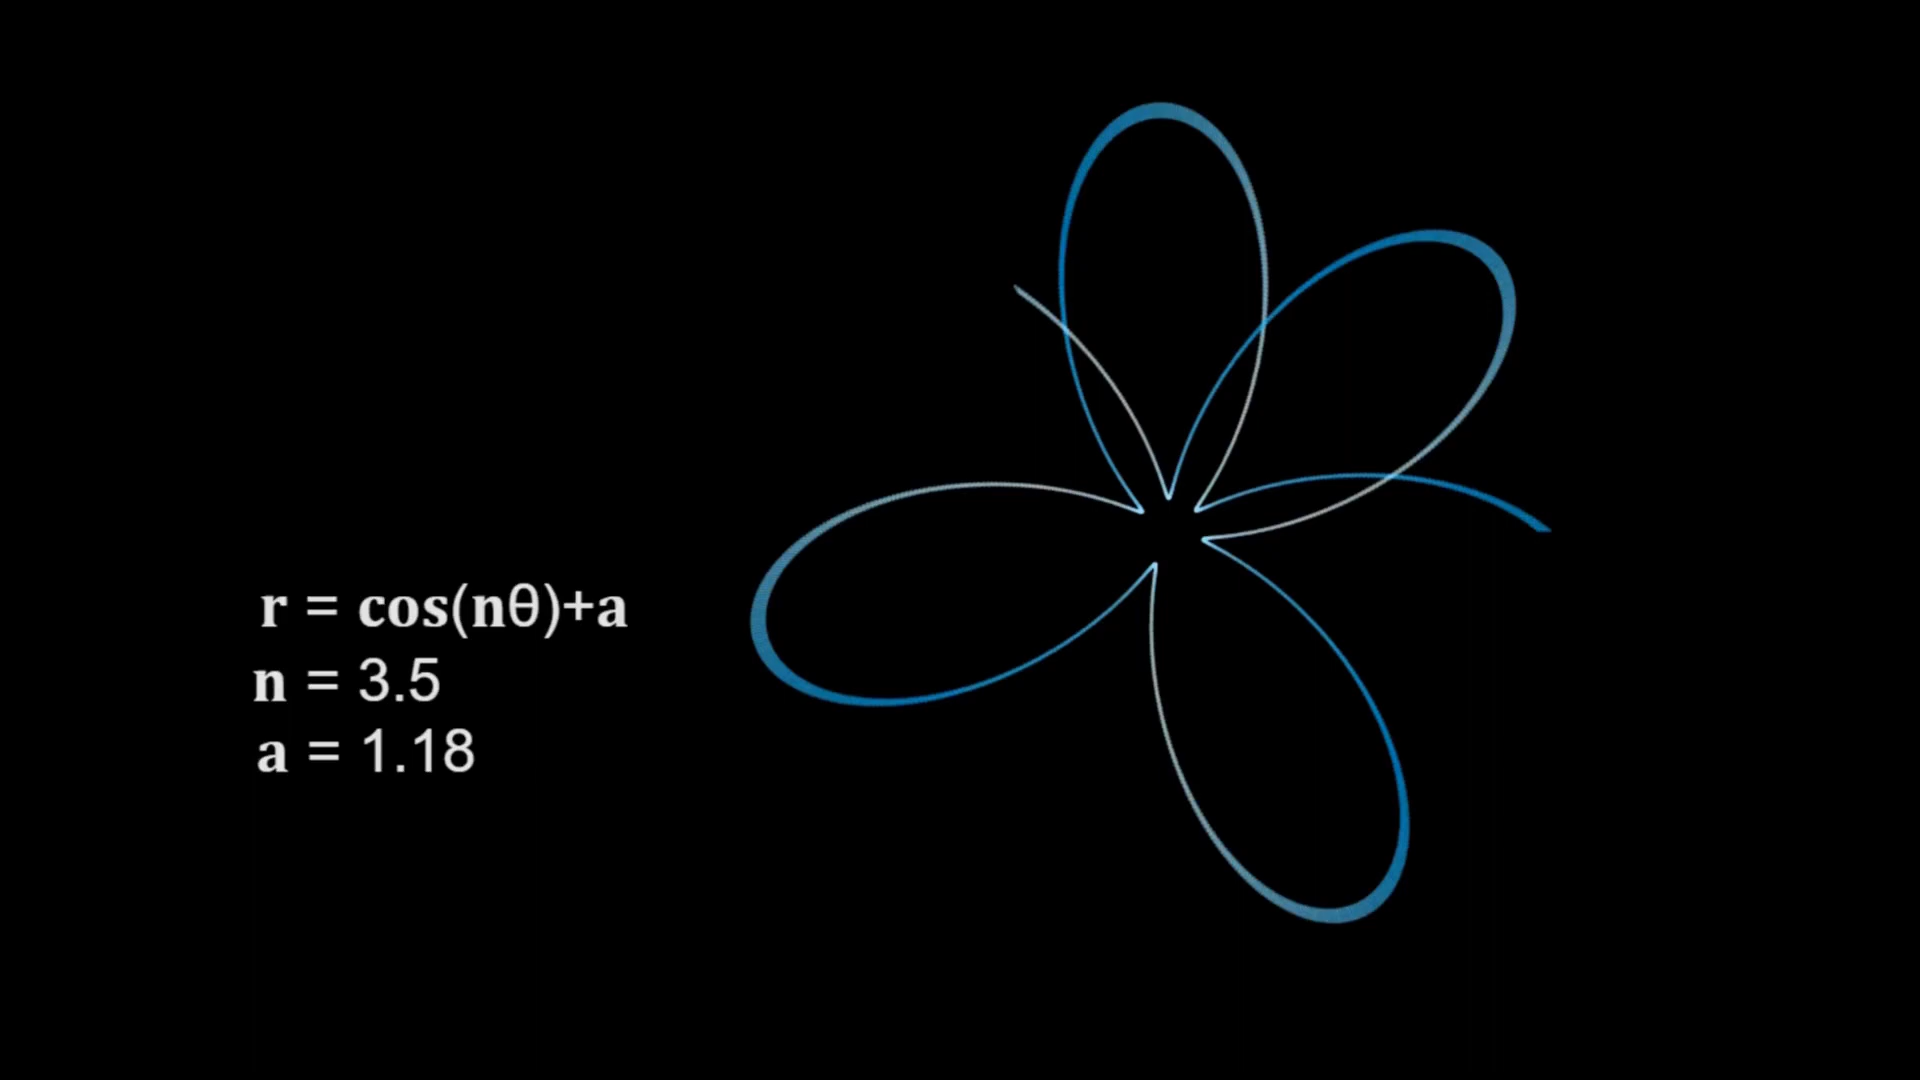 r = cos(nθ)+a
n = 3.5
a = 1.18